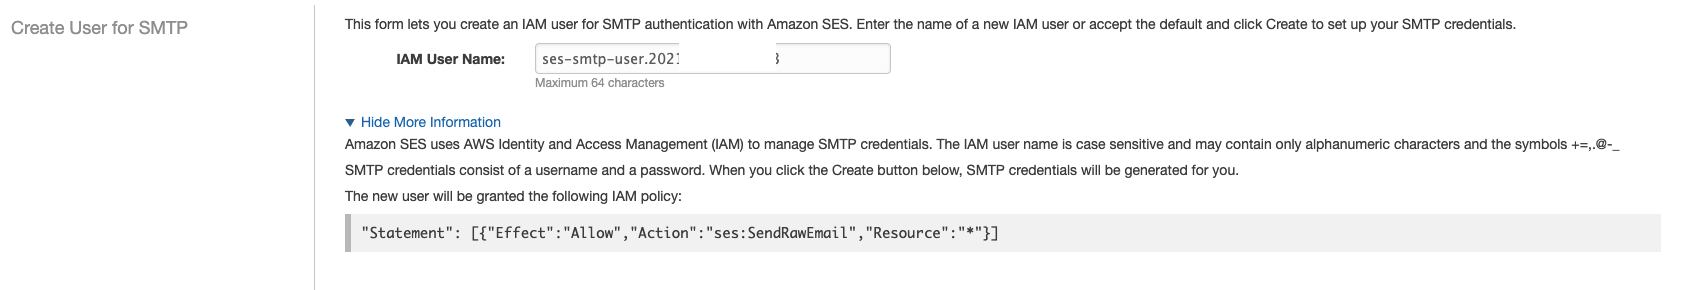 Create User for SMTP
This form lets you create an IAM user for SMTP authentication with Amazon SES. Enter the name of a new IAM user or accept the default and click Create to set up your SMTP credentials.
IAM User Name:
ses-smtp-user.2021
Maximum 64 characters
▼ Hide More Information
Amazon SES uses AWS Identity and Access Management (IAM) to manage SMTP credentials. The IAM user name is case sensitive and may contain only alphanumeric characters and the symbols +=,.@-_
SMTP credentials consist of a username and a password. When you click the Create button below, SMTP credentials will be generated for you.
The new user will be granted the following IAM policy:
"Statement": [{"Effect":"Allow","Action":"ses:SendRawEmail","Resource":"*"}]